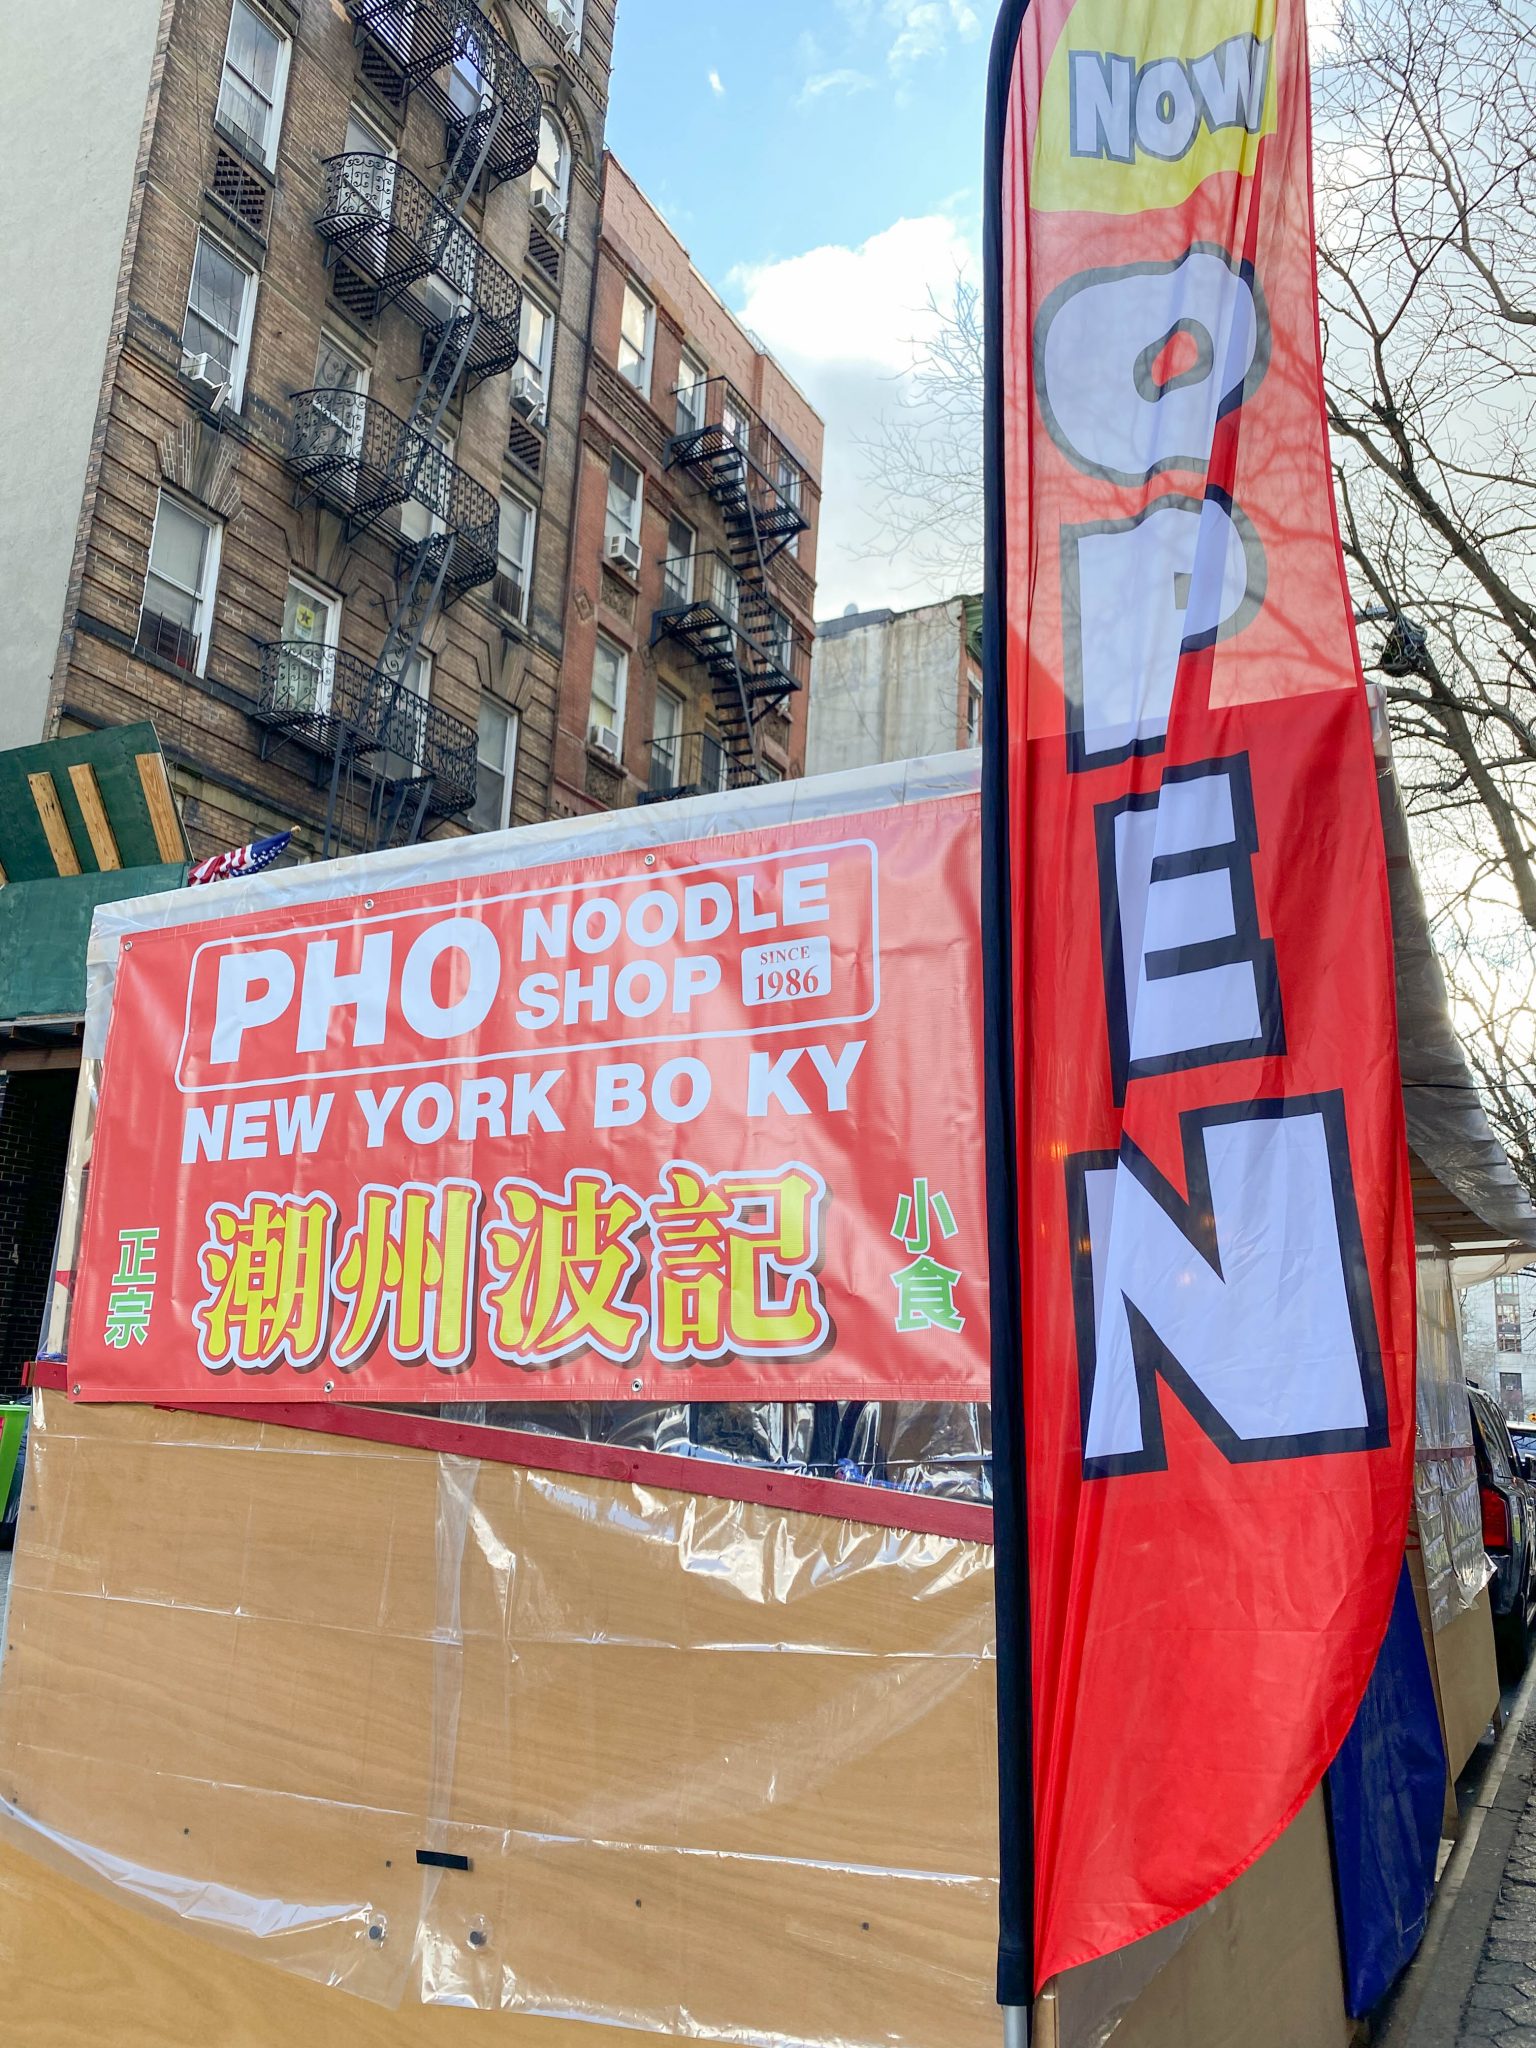 NOW
OPEN
PHO NOODLE
SHOP SINCE
1986
NEW YORK BO KY
正宗
潮州波記
小食